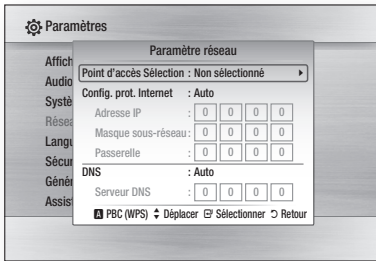 Paramètres
Paramètre réseau
Affich
Point d'accès Sélection : Non sélectionné
Audio
Config. prot. Internet : Auto
Systè
Adresse IP : 0 0 0 0
Résea
Masque sous-réseau : 0 0 0 0
Langu
Passerelle : 0 0 0 0
Sécur
DNS : Auto
Génér
Serveur DNS : 0 0 0 0
Assis
A PBC (WPS) Déplacer Sélectionner Retour